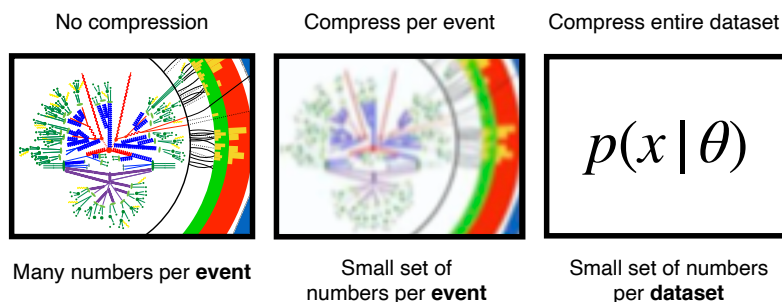 No compression
Compress per event
Compress entire dataset
p(x | θ)
Many numbers per event
Small set of
numbers per event
Small set of numbers
per dataset